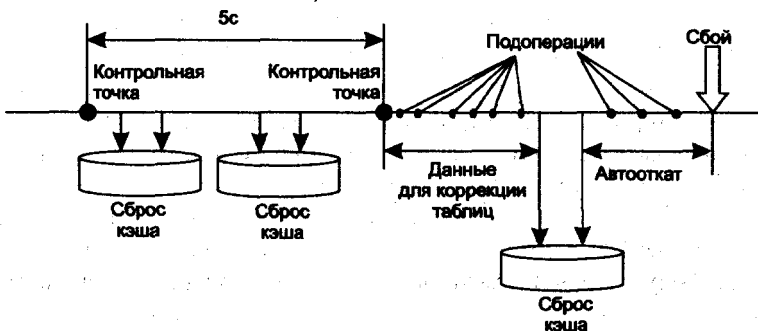 5с
Подоперации
Сбой
Контрольная
точка
Контрольная
точка
Данные
для коррекции
таблиц
Автооткат
Сброс
кэша
Сброс
кэша
Сброс
кэша